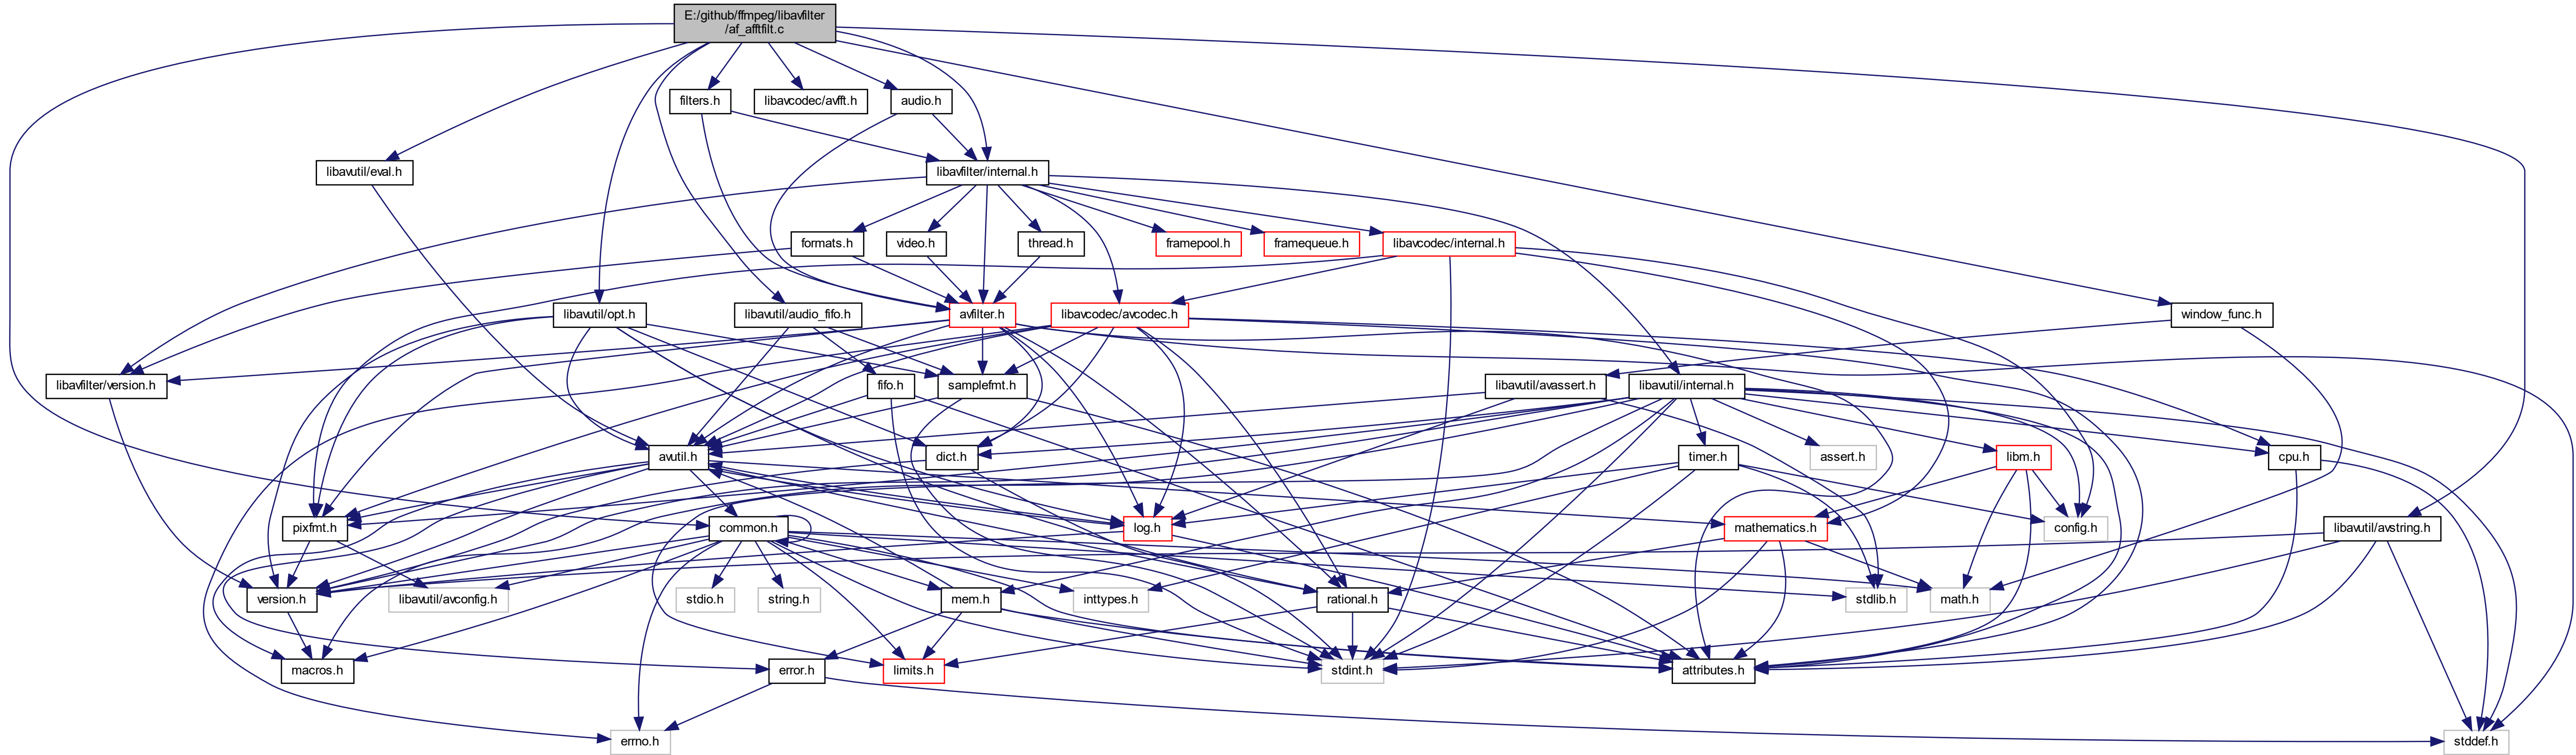 E:/github/ffmpeg/libavfilter
/af_afftfilt.c
filters.h
libavcodec/avfft.h
audio.h
libavutil/eval.h
libavfilter/internal.h
formats.h
video.h
thread.h
framepool.h
framequeue.h
libavcodec/internal.h
libavutil/opt.h
libavutil/audio_fifo.h
avfilter.h
libavcodec/avcodec.h
window_func.h
libavfilter/version.h
fifo.h
samplefmt.h
libavutil/avassert.h
libavutil/internal.h
avutil.h
dict.h
timer.h
assert.h
libm.h
cpu.h
pixfmt.h
common.h
log.h
mathematics.h
config.h
libavutil/avstring.h
version.h
libavutil/avconfig.h
stdio.h
string.h
mem.h
inttypes.h
rational.h
stdlib.h
math.h
macros.h
error.h
limits.h
stdint.h
attributes.h
errno.h
stddef.h